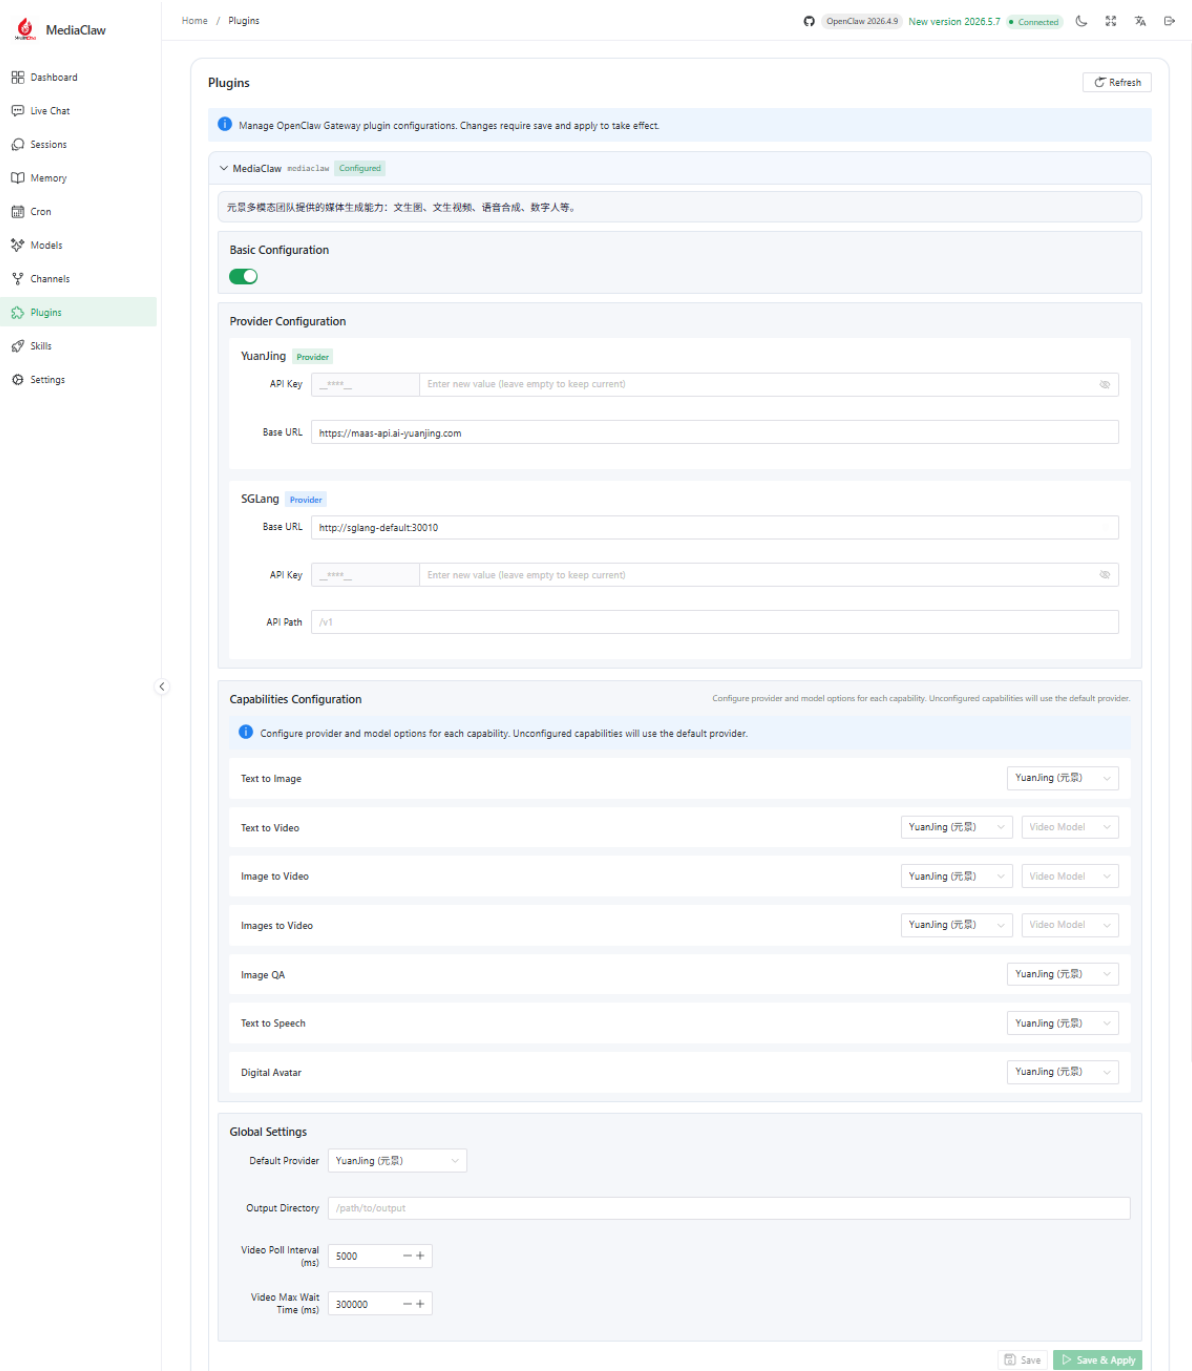 MediaClaw
Home / Plugins
OpenClaw 2026.4.9 New version 2026.5.7 Connected
Dashboard
Live Chat
Sessions
Memory
Cron
Models
Channels
Plugins
Skills
Settings
Plugins
Refresh
Manage OpenClaw Gateway plugin configurations. Changes require save and apply to take effect.
MediaClaw mediaclaw Configured
元景多模态团队提供的媒体生成能力：文生图、文生视频、语音合成、数字人等。
Basic Configuration
Provider Configuration
YuanJing Provider
API Key __****__ Enter new value (leave empty to keep current)
Base URL https://maas-api.ai-yuanjing.com
SGLang Provider
Base URL http://sglang-default:30010
API Key __****__ Enter new value (leave empty to keep current)
API Path /v1
Capabilities Configuration Configure provider and model options for each capability. Unconfigured capabilities will use the default provider.
Configure provider and model options for each capability. Unconfigured capabilities will use the default provider.
Text to Image YuanJing (元景)
Text to Video YuanJing (元景) Video Model
Image to Video YuanJing (元景) Video Model
Images to Video YuanJing (元景) Video Model
Image QA YuanJing (元景)
Text to Speech YuanJing (元景)
Digital Avatar YuanJing (元景)
Global Settings
Default Provider YuanJing (元景)
Output Directory /path/to/output
Video Poll Interval (ms) 5000
Video Max Wait Time (ms) 300000
Save Save & Apply